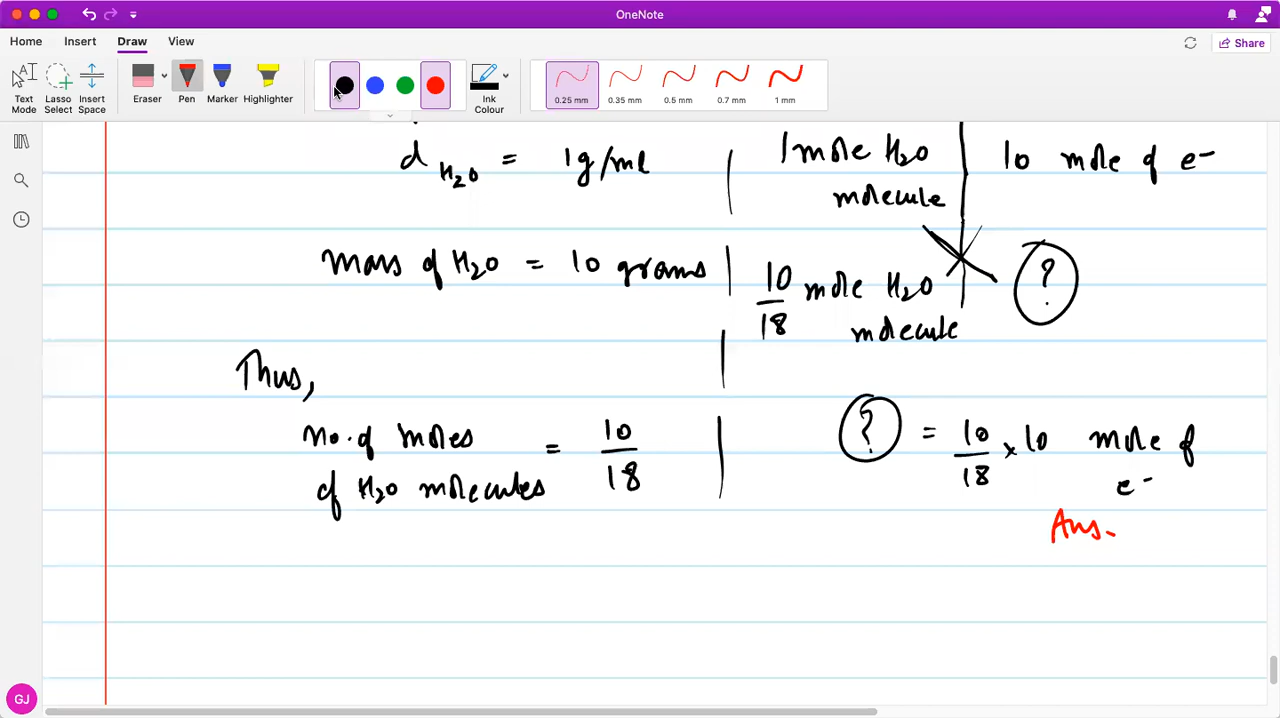 OneNote
Home Insert Draw View
Share
Text Mode
Lasso Select
Insert Space
Eraser
Pen
Marker
Highlighter
Ink Colour
0.25 mm
0.35 mm
0.5 mm
0.7 mm
1 mm
d H2O = 1g/ml
1 mole H2O molecule
10 mole of e-
Mass of H2O = 10 grams
10/18 mole H2O molecule
?
Thus,
No. of moles of H2O molecules = 10/18
? = 10/18 x 10 mole of e-
Ans.
GJ